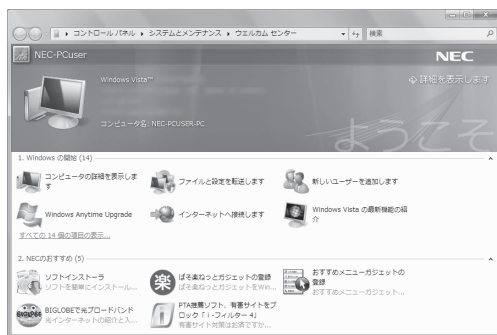 コントロール パネル ▸ システムとメンテナンス ▸ ウエルカム センター
検索
NEC-PCuser
NEC
Windows Vista™
詳細を表示します
コンピュータ名: NEC-PCUSER-PC
ようこそ
1. Windows の開始 (14)
コンピュータの詳細を表示します
ファイルと設定を転送します
新しいユーザーを追加します
Windows Anytime Upgrade
インターネットへ接続します
Windows Vista の最新機能の紹介
すべての 14 個の項目の表示...
2. NECのおすすめ (5)
ソフトインストーラ
ソフトを簡単にインストール...
ぱそ楽ねっとガジェットの登録
ぱそ楽ねっとガジェットをWin...
おすすめメニューガジェットの登録
おすすめメニューガジェット...
BIGLOBEで光ブロードバンド
光インターネットの紹介と入...
PTA推薦ソフト、有害サイトをブロック「i -フィルター 4」
有害サイト対策はお済ですか...
楽
BIGLOBE